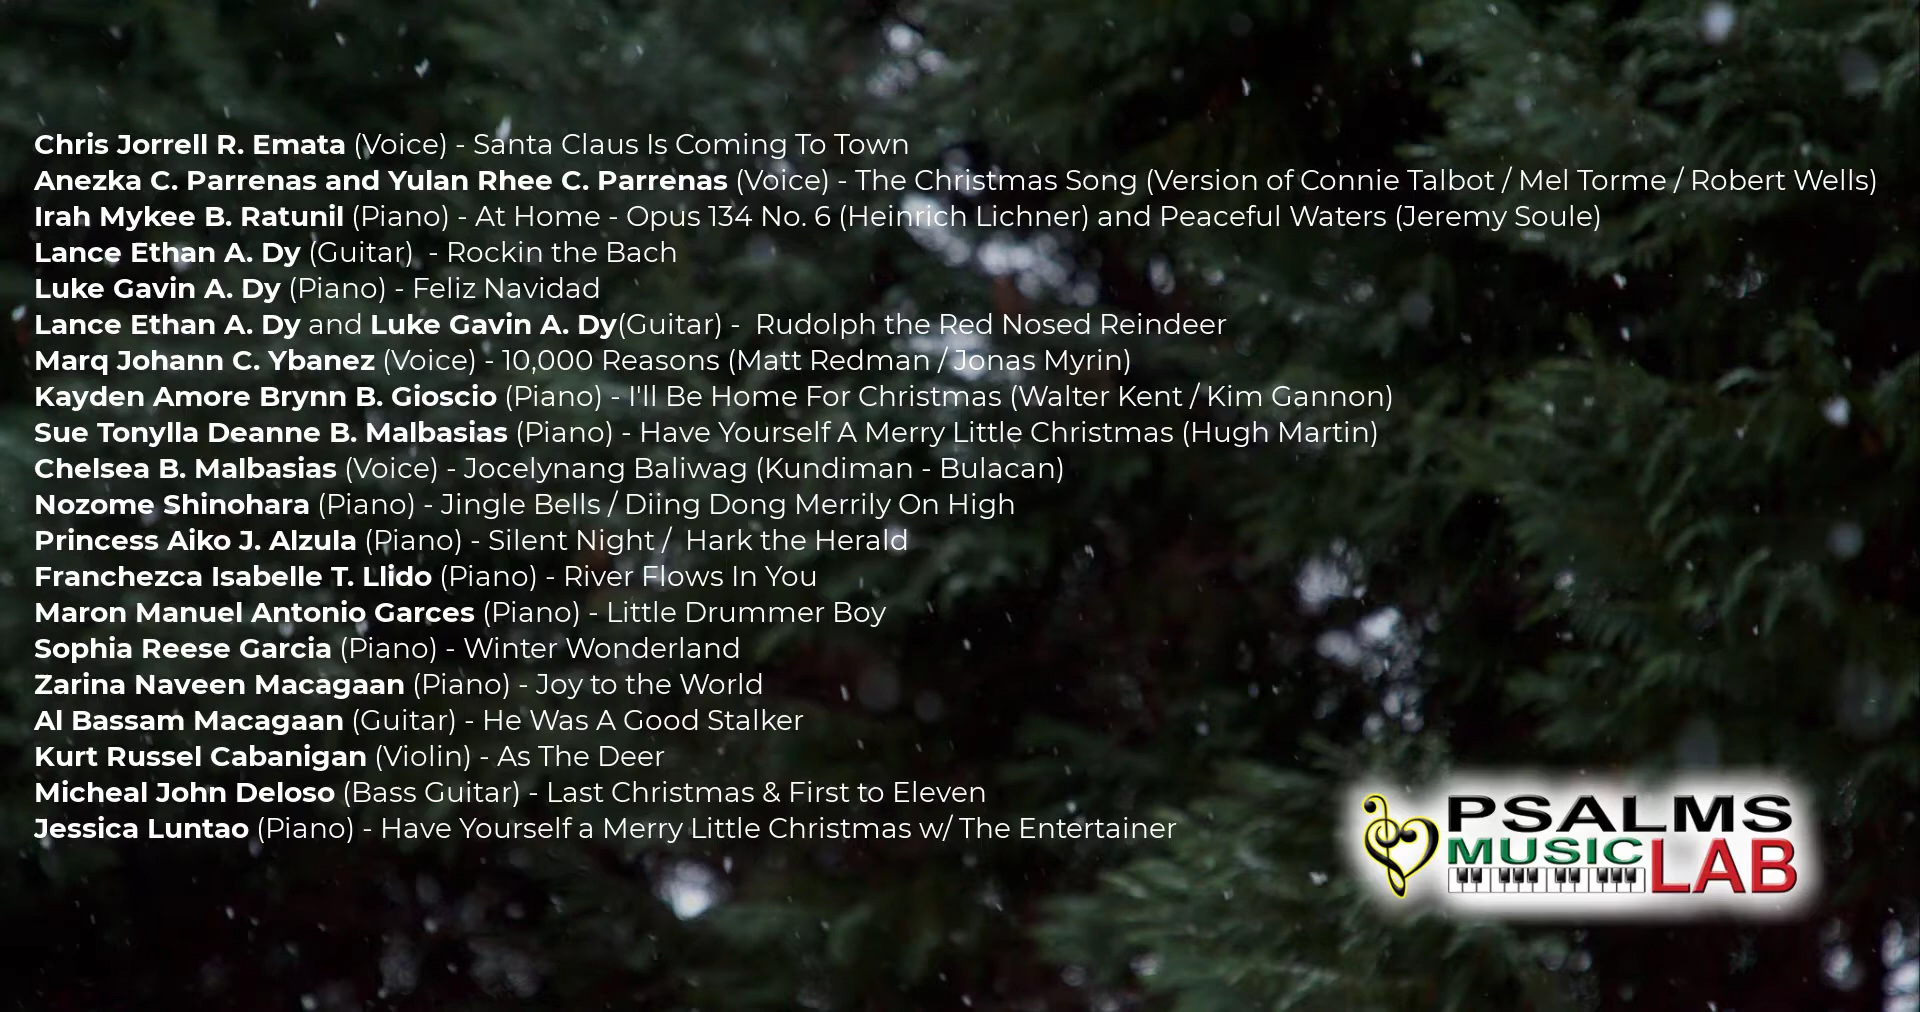 Chris Jorrell R. Emata (Voice) - Santa Claus Is Coming To Town
Anezka C. Parrenas and Yulan Rhee C. Parrenas (Voice) - The Christmas Song (Version of Connie Talbot / Mel Torme / Robert Wells)
Irah Mykee B. Ratunil (Piano) - At Home - Opus 134 No. 6 (Heinrich Lichner) and Peaceful Waters (Jeremy Soule)
Lance Ethan A. Dy (Guitar)  - Rockin the Bach
Luke Gavin A. Dy (Piano) - Feliz Navidad
Lance Ethan A. Dy and Luke Gavin A. Dy(Guitar) -  Rudolph the Red Nosed Reindeer
Marq Johann C. Ybanez (Voice) - 10,000 Reasons (Matt Redman / Jonas Myrin)
Kayden Amore Brynn B. Gioscio (Piano) - I'll Be Home For Christmas (Walter Kent / Kim Gannon)
Sue Tonylla Deanne B. Malbasias (Piano) - Have Yourself A Merry Little Christmas (Hugh Martin)
Chelsea B. Malbasias (Voice) - Jocelynang Baliwag (Kundiman - Bulacan)
Nozome Shinohara (Piano) - Jingle Bells / Diing Dong Merrily On High
Princess Aiko J. Alzula (Piano) - Silent Night /  Hark the Herald
Franchezca Isabelle T. Llido (Piano) - River Flows In You
Maron Manuel Antonio Garces (Piano) - Little Drummer Boy
Sophia Reese Garcia (Piano) - Winter Wonderland
Zarina Naveen Macagaan (Piano) - Joy to the World
Al Bassam Macagaan (Guitar) - He Was A Good Stalker
Kurt Russel Cabanigan (Violin) - As The Deer
Micheal John Deloso (Bass Guitar) - Last Christmas & First to Eleven
Jessica Luntao (Piano) - Have Yourself a Merry Little Christmas w/ The Entertainer
PSALMS
MUSIC LAB